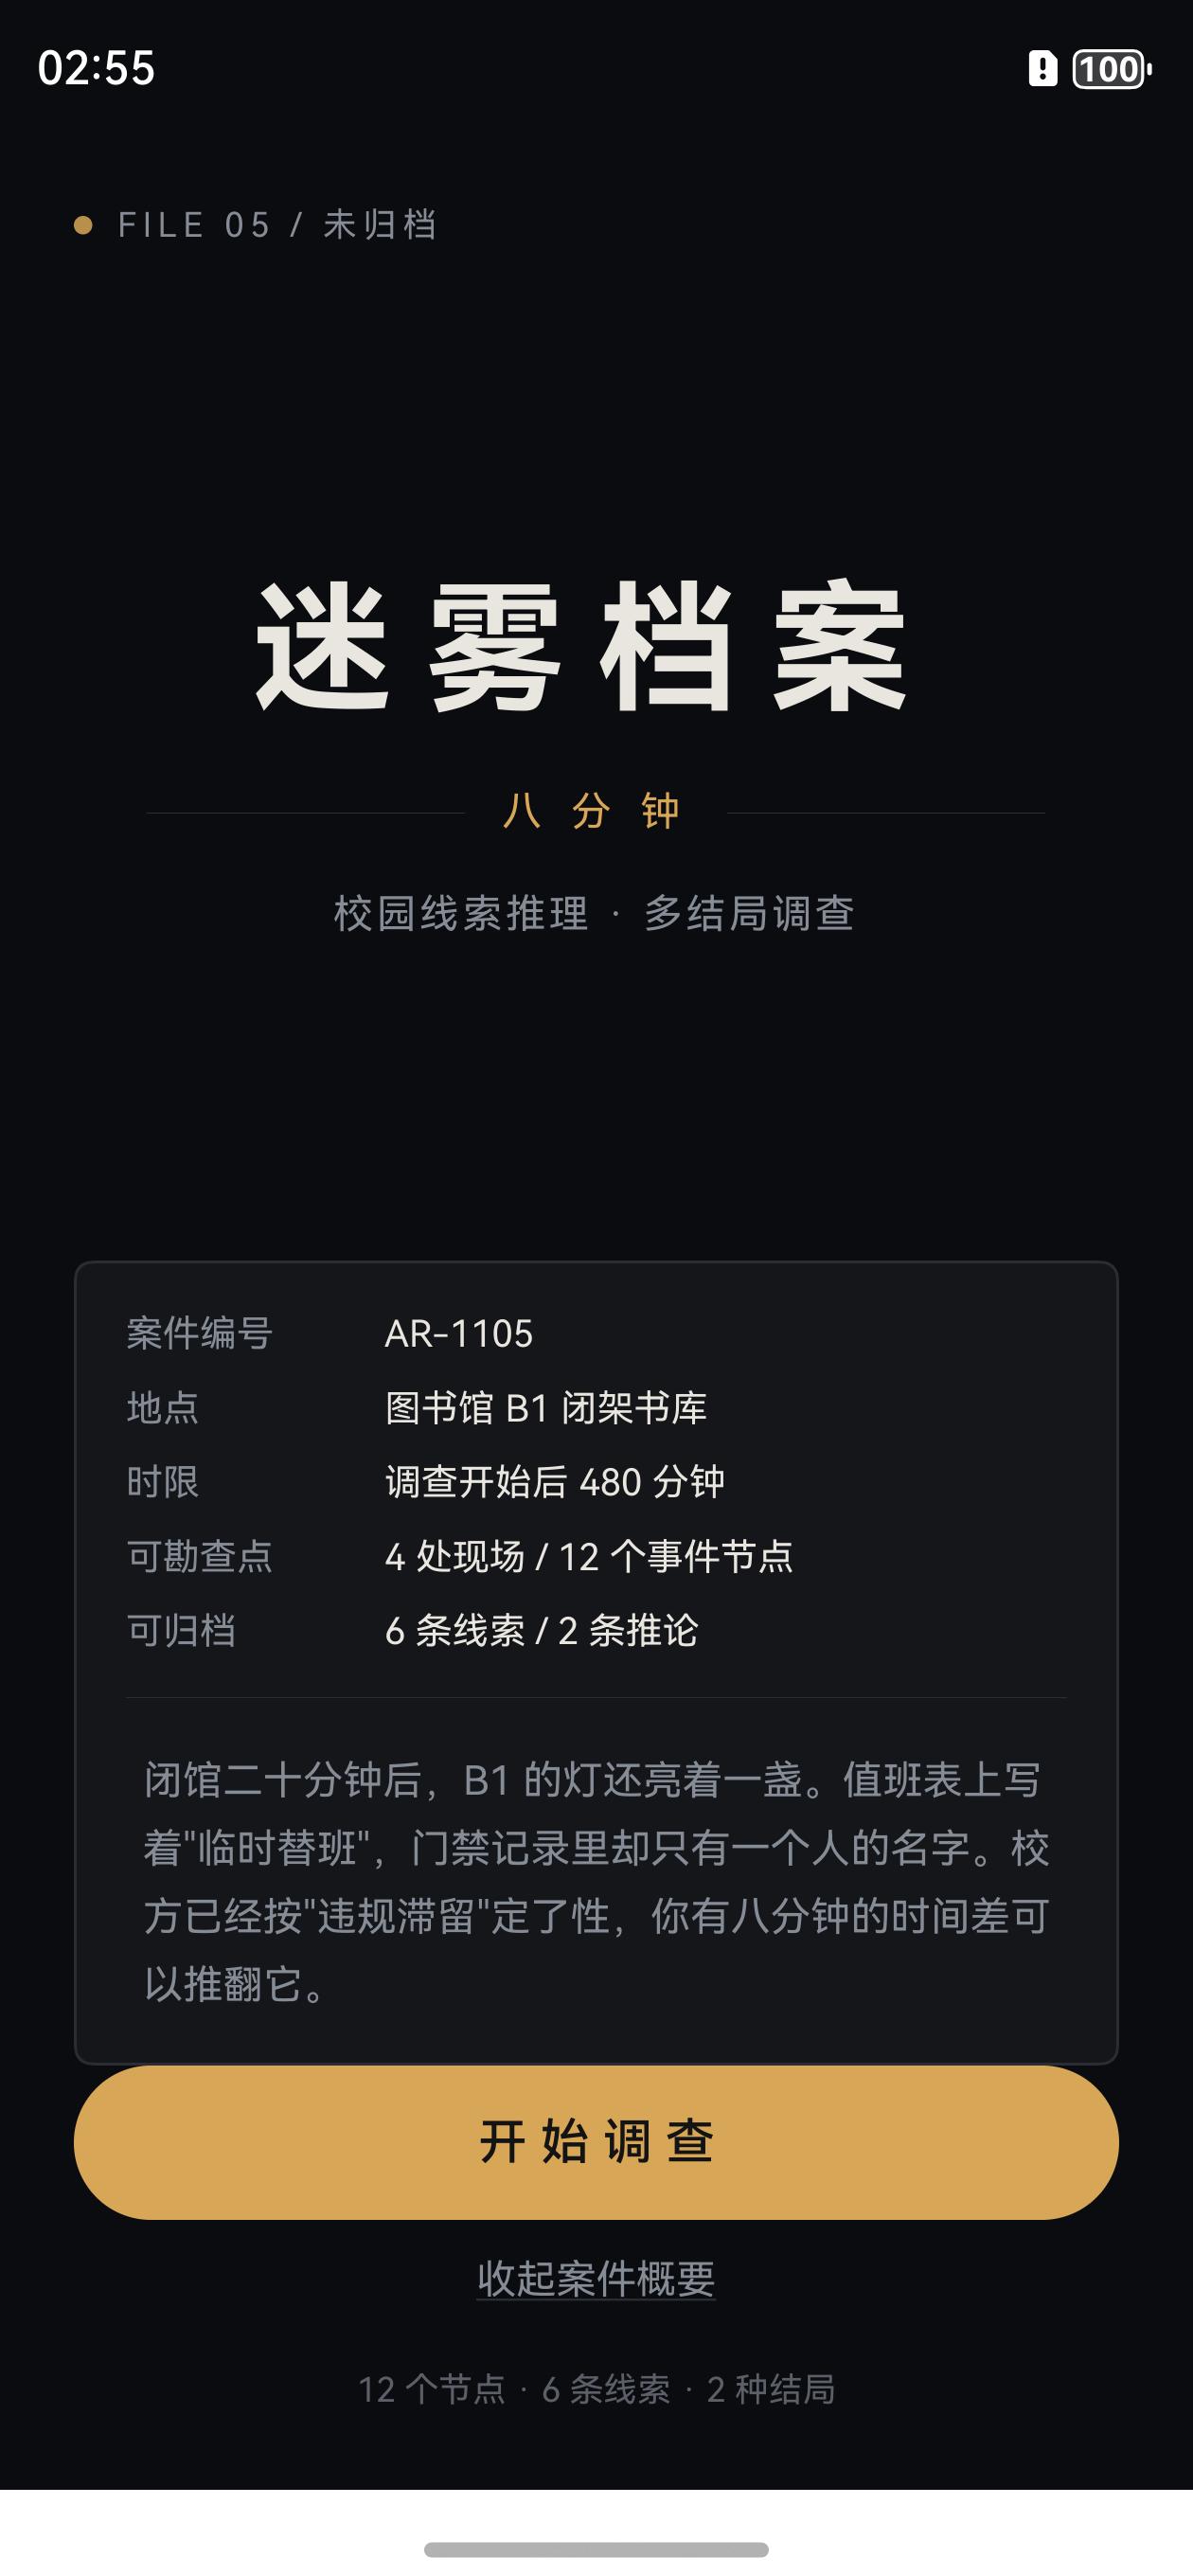 02:55
100
FILE 05 / 未归档
迷雾档案
八分钟
校园线索推理 · 多结局调查
案件编号 AR-1105
地点 图书馆 B1 闭架书库
时限 调查开始后 480 分钟
可勘查点 4 处现场 / 12 个事件节点
可归档 6 条线索 / 2 条推论
闭馆二十分钟后，B1 的灯还亮着一盏。值班表上写
着"临时替班"，门禁记录里却只有一个人的名字。校
方已经按"违规滞留"定了性，你有八分钟的时间差可
以推翻它。
开始调查
收起案件概要
12 个节点 · 6 条线索 · 2 种结局